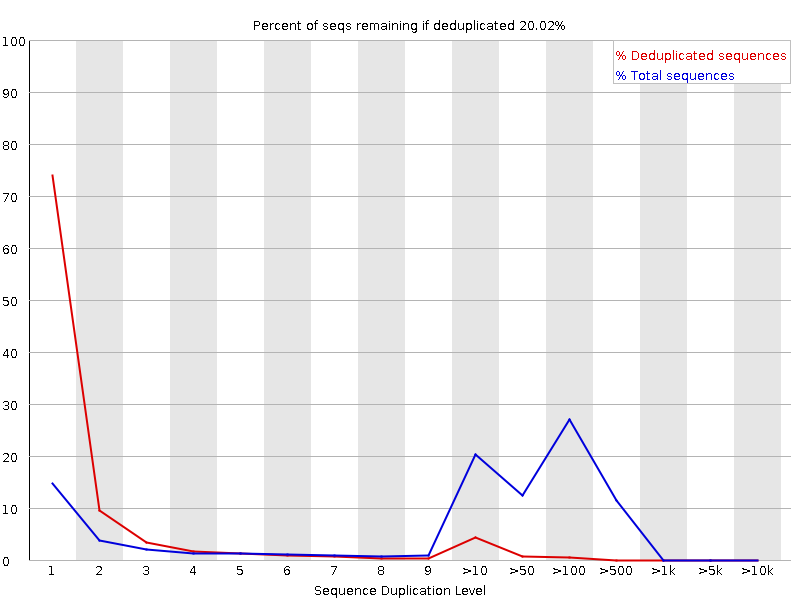 Percent of seqs remaining if deduplicated 20.02%
% Deduplicated sequences
% Total sequences
100
90
80
70
60
50
40
30
20
10
0
1 2 3 4 5 6 7 8 9 >10 >50 >100 >500 >1k >5k >10k
Sequence Duplication Level